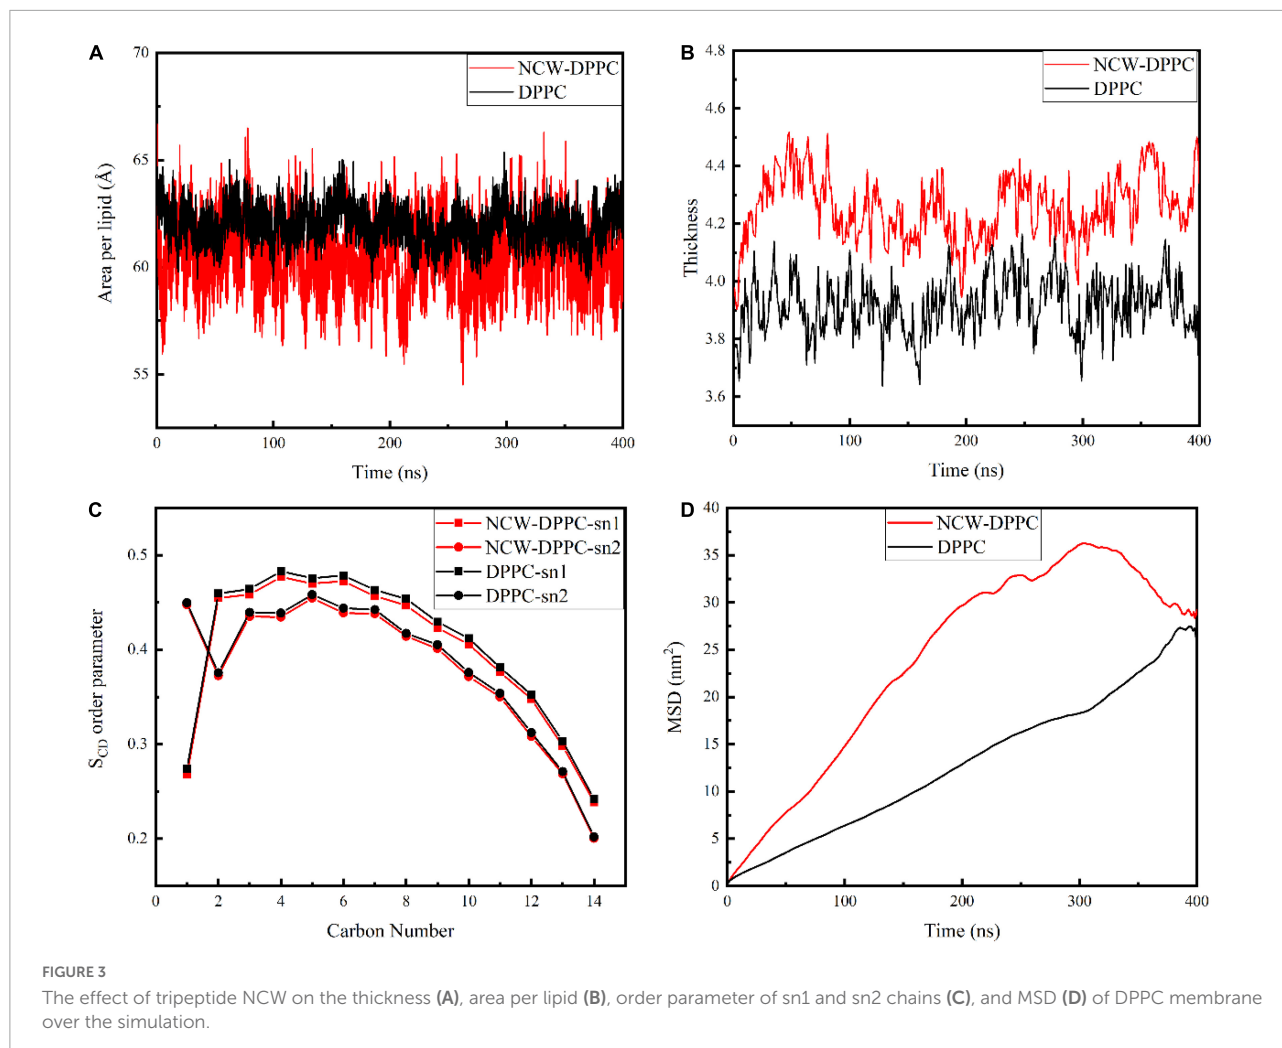 A
70
65
60
55
Area per lipid (Å)
0
100
200
300
400
Time (ns)
NCW-DPPC
DPPC
B
4.8
4.6
4.4
4.2
4.0
3.8
3.6
Thickness
0
100
200
300
400
Time (ns)
NCW-DPPC
DPPC
C
0.5
0.4
0.3
0.2
S_CD order parameter
0
2
4
6
8
10
12
14
Carbon Number
NCW-DPPC-sn1
NCW-DPPC-sn2
DPPC-sn1
DPPC-sn2
D
40
35
30
25
20
15
10
5
0
MSD (nm²)
0
100
200
300
400
Time (ns)
NCW-DPPC
DPPC
FIGURE 3
The effect of tripeptide NCW on the thickness (A), area per lipid (B), order parameter of sn1 and sn2 chains (C), and MSD (D) of DPPC membrane
over the simulation.